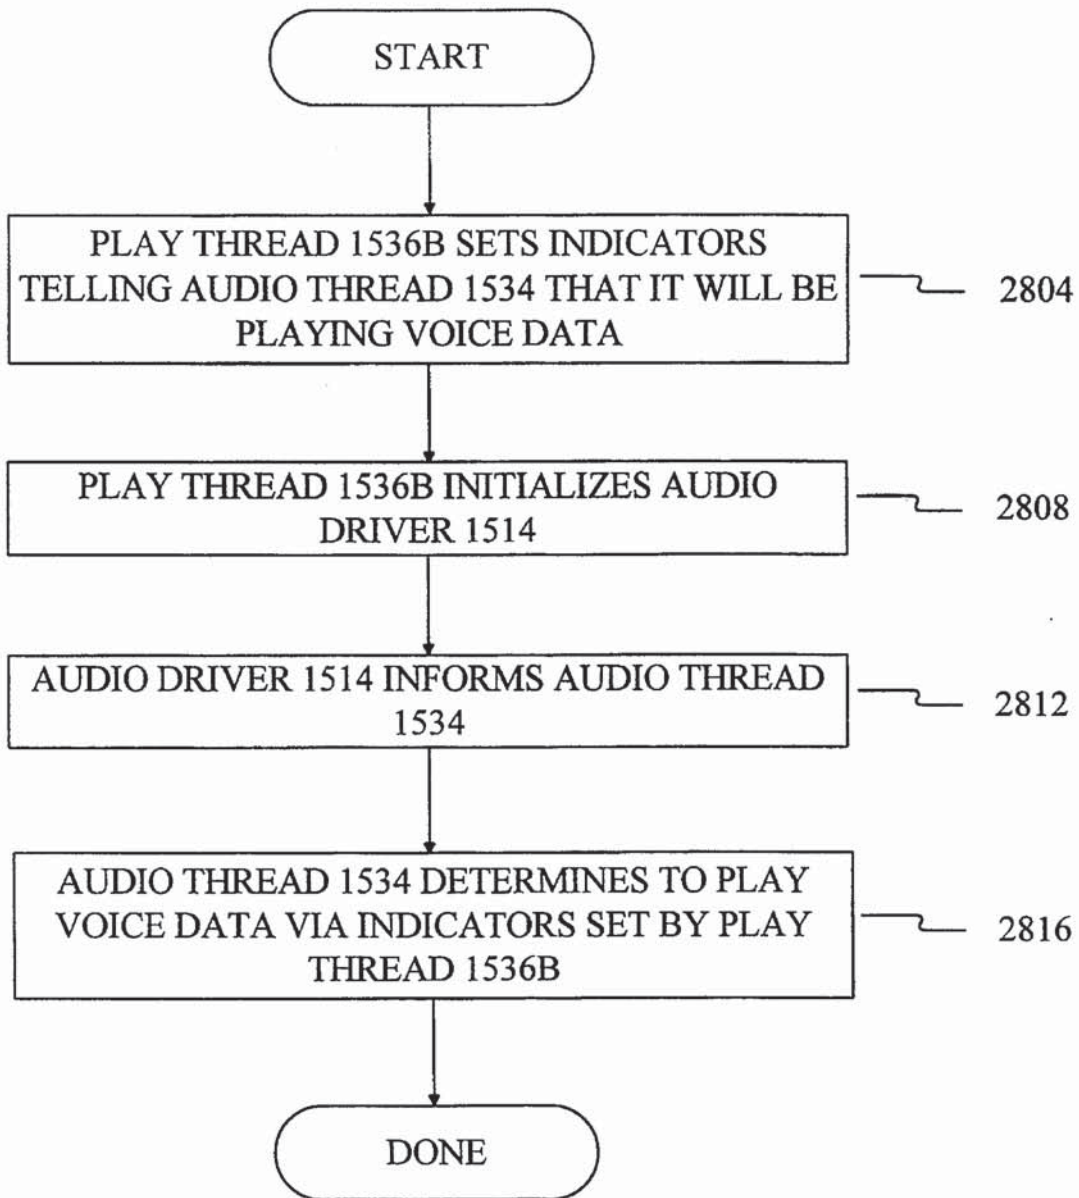 START
PLAY THREAD 1536B SETS INDICATORS
TELLING AUDIO THREAD 1534 THAT IT WILL BE
PLAYING VOICE DATA
2804
PLAY THREAD 1536B INITIALIZES AUDIO
DRIVER 1514
2808
AUDIO DRIVER 1514 INFORMS AUDIO THREAD
1534
2812
AUDIO THREAD 1534 DETERMINES TO PLAY
VOICE DATA VIA INDICATORS SET BY PLAY
THREAD 1536B
2816
DONE